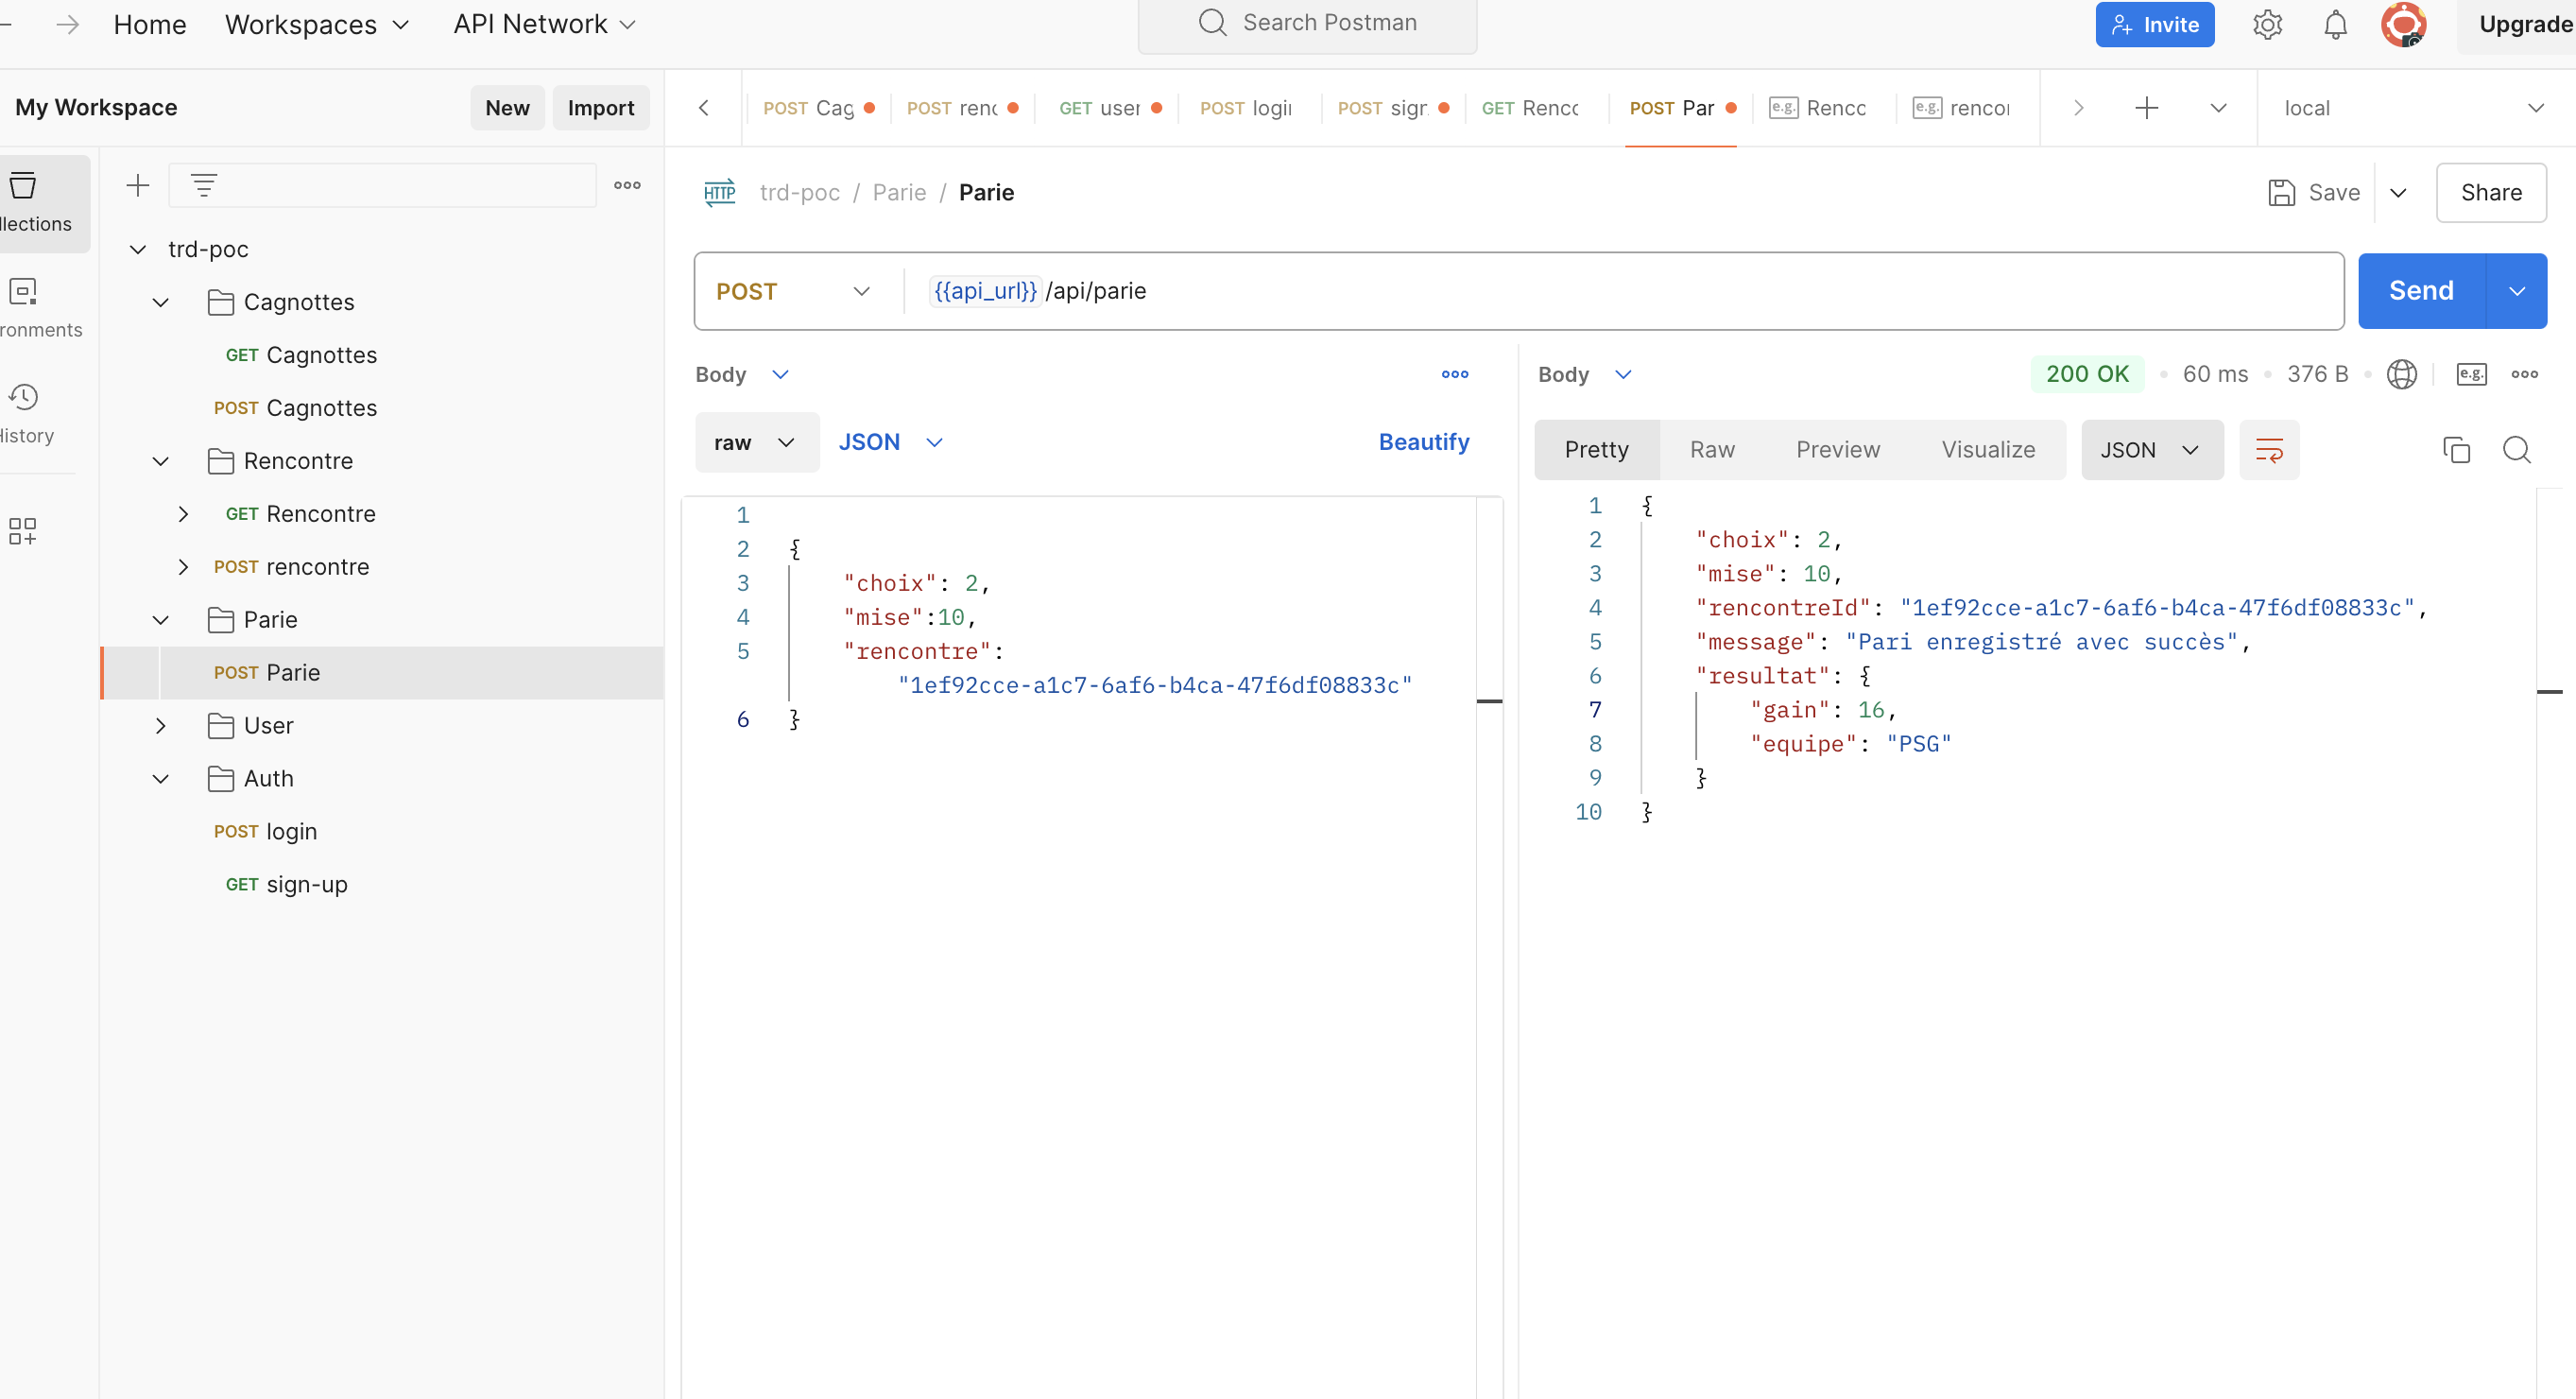 Home
Workspaces
API Network
Search Postman
Invite
Upgrade
My Workspace
New
Import
POST Cag
POST renc
GET user
POST logi
POST sigr
GET Renco
POST Par
e.g. Rencc
e.g. rencor
local
llections
ronments
History
trd-poc
Cagnottes
GET Cagnottes
POST Cagnottes
Rencontre
GET Rencontre
POST rencontre
Parie
POST Parie
User
Auth
POST login
GET sign-up
HTTP trd-poc / Parie / Parie
Save
Share
POST
{{api_url}} /api/parie
Send
Body
raw
JSON
Beautify
1
2 {
3 "choix": 2,
4 "mise":10,
5 "rencontre":
"1ef92cce-a1c7-6af6-b4ca-47f6df08833c"
6 }
Body
200 OK • 60 ms • 376 B •
e.g.
Pretty
Raw
Preview
Visualize
JSON
1 {
2 "choix": 2,
3 "mise": 10,
4 "rencontreId": "1ef92cce-a1c7-6af6-b4ca-47f6df08833c",
5 "message": "Pari enregistré avec succès",
6 "resultat": {
7 "gain": 16,
8 "equipe": "PSG"
9 }
10 }